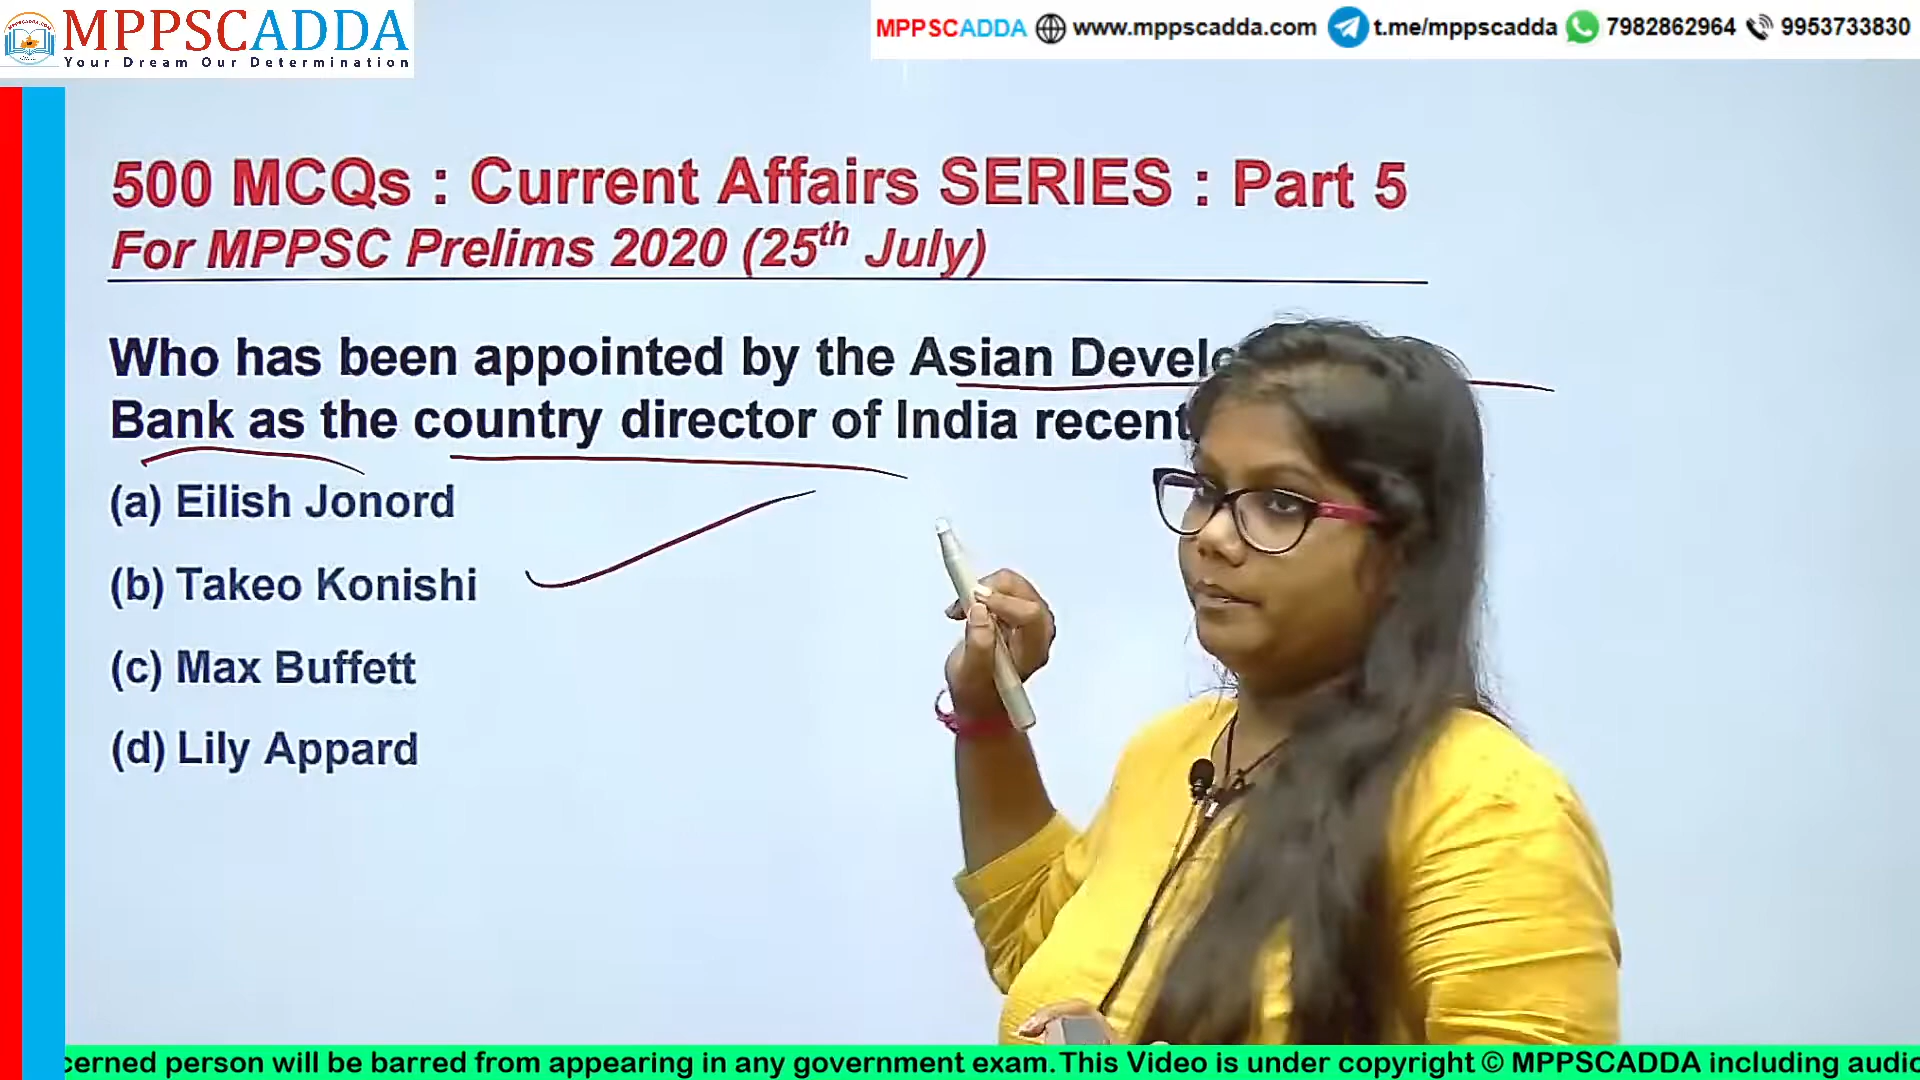 MPPSCADDA
Your Dream Our Determination
MPPSCADDA www.mppscadda.com t.me/mppscadda 7982862964 9953733830
500 MCQs : Current Affairs SERIES : Part 5
For MPPSC Prelims 2020 (25th July)
Who has been appointed by the Asian Devel
Bank as the country director of India recent
(a) Eilish Jonord
(b) Takeo Konishi
(c) Max Buffett
(d) Lily Appard
cerned person will be barred from appearing in any government exam. This Video is under copyright © MPPSCADDA including audio